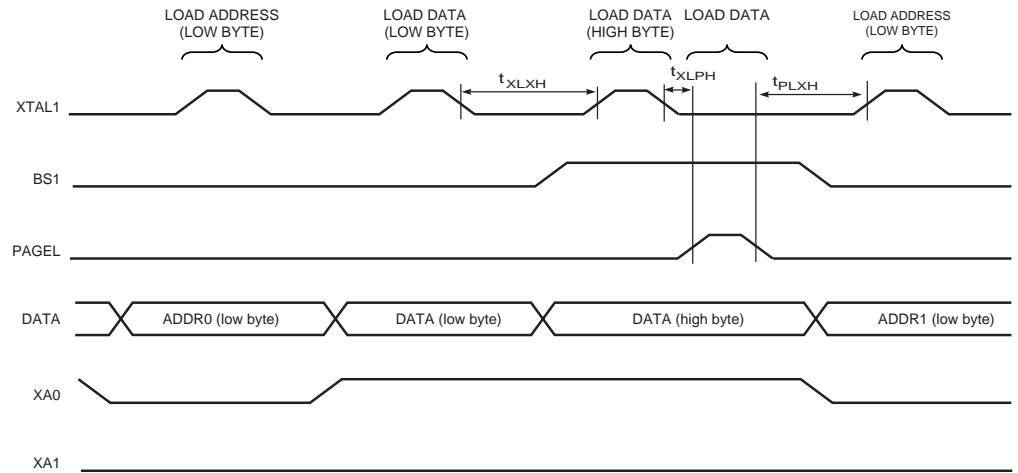 LOAD ADDRESS
(LOW BYTE)
LOAD DATA
(LOW BYTE)
LOAD DATA
(HIGH BYTE)
LOAD DATA
LOAD ADDRESS
(LOW BYTE)
XTAL1
tXLXH
tXLPH
tPLXH
BS1
PAGEL
DATA
ADDR0 (low byte)
DATA (low byte)
DATA (high byte)
ADDR1 (low byte)
XA0
XA1